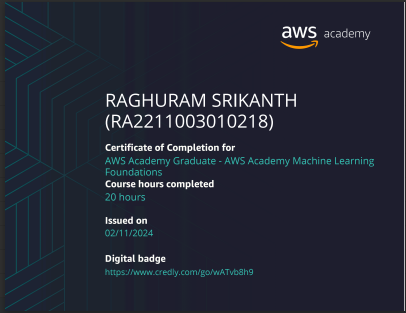 aws academy
RAGHURAM SRIKANTH
(RA2211003010218)
Certificate of Completion for
AWS Academy Graduate - AWS Academy Machine Learning
Foundations
Course hours completed
20 hours
Issued on
02/11/2024
Digital badge
https://www.credly.com/go/wATvb8h9